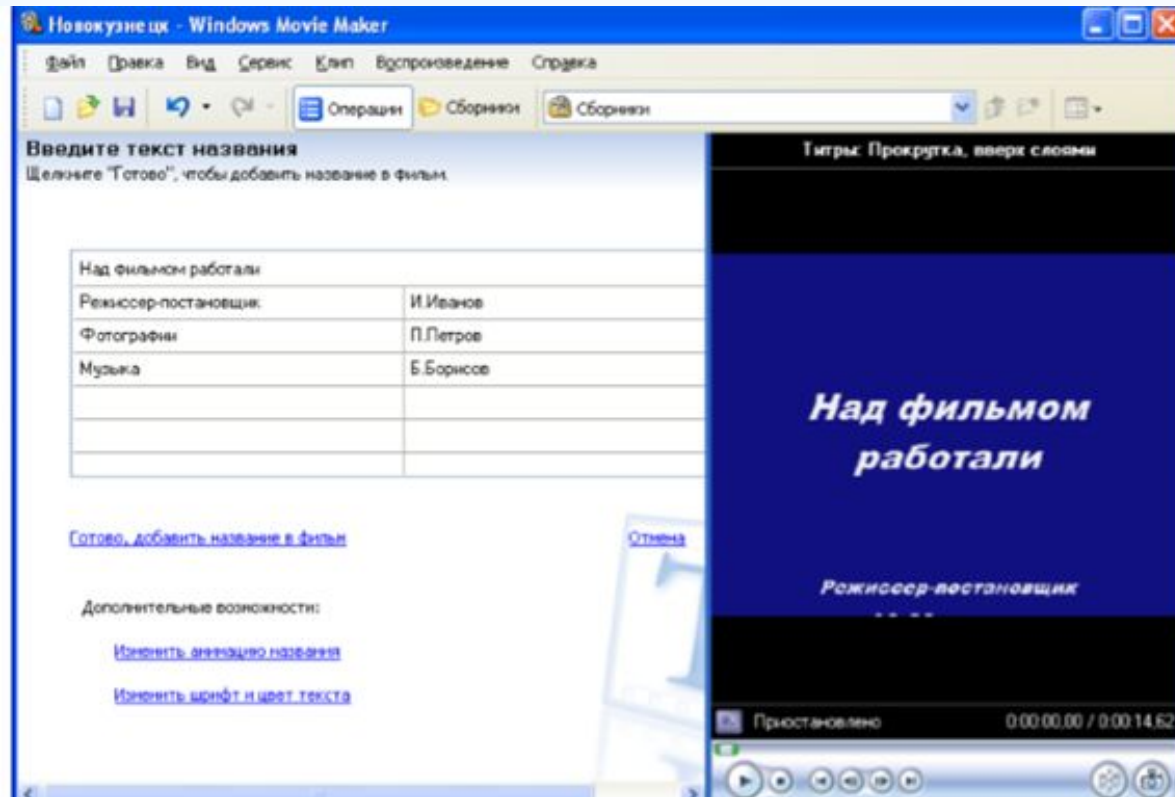 Новокузнецк - Windows Movie Maker
Файл Правка Вид Сервис Клип Воспроизведение Справка
Операции Сборники Сборники
Введите текст названия
Щелкните "Готово", чтобы добавить название в фильм.
Титры: Прокрутка, вверх слоями
Над фильмом работали
Режиссер-постановщик И.Иванов
Фотографии П.Петров
Музыка Б.Борисов
Над фильмом
работали
Готово, добавить название в фильм Отмена
Режиссер-постановщик
Дополнительные возможности:
Изменить анимацию названия
Изменить шрифт и цвет текста
Приостановлено 0:00:00,00 / 0:00:14,62